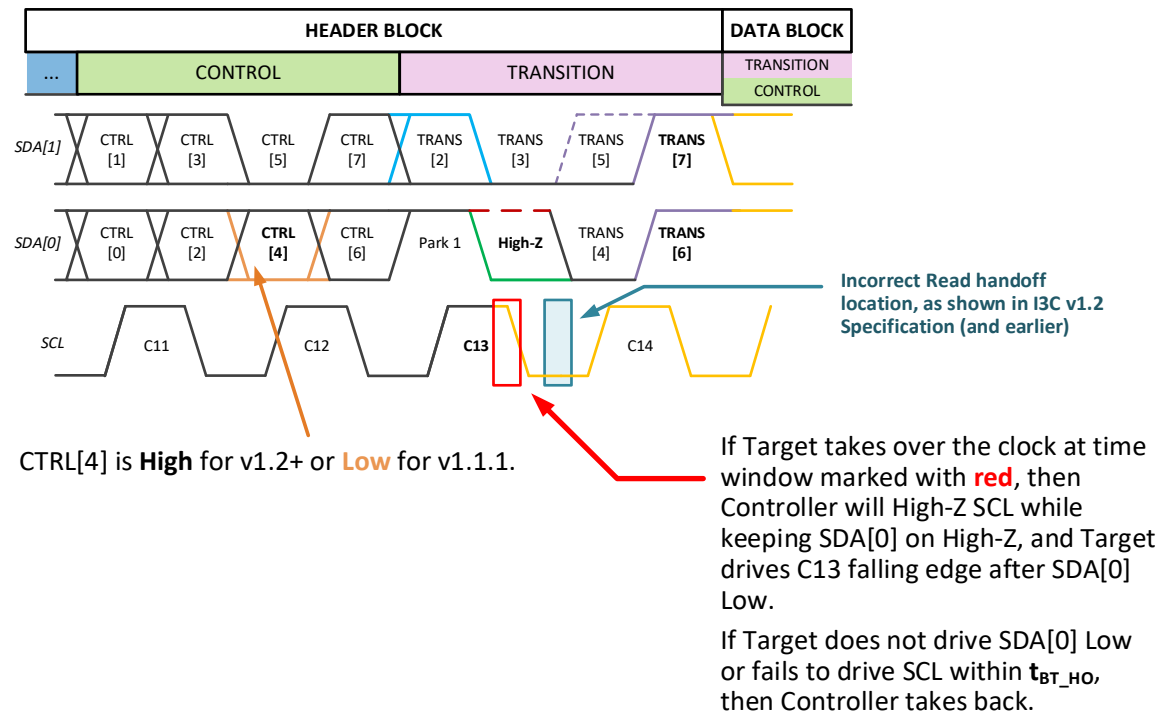 HEADER BLOCK DATA BLOCK
... CONTROL TRANSITION TRANSITION
CONTROL
SDA[1] CTRL [1] CTRL [3] CTRL [5] CTRL [7] TRANS [2] TRANS [3] TRANS [5] TRANS [7]
SDA[0] CTRL [0] CTRL [2] CTRL [4] CTRL [6] Park 1 High-Z TRANS [4] TRANS [6]
Incorrect Read handoff
location, as shown in I3C v1.2
Specification (and earlier)
SCL C11 C12 C13 C14
CTRL[4] is High for v1.2+ or Low for v1.1.1.
If Target takes over the clock at time
window marked with red, then
Controller will High-Z SCL while
keeping SDA[0] on High-Z, and Target
drives C13 falling edge after SDA[0]
Low.
If Target does not drive SDA[0] Low
or fails to drive SCL within tBT_HO,
then Controller takes back.